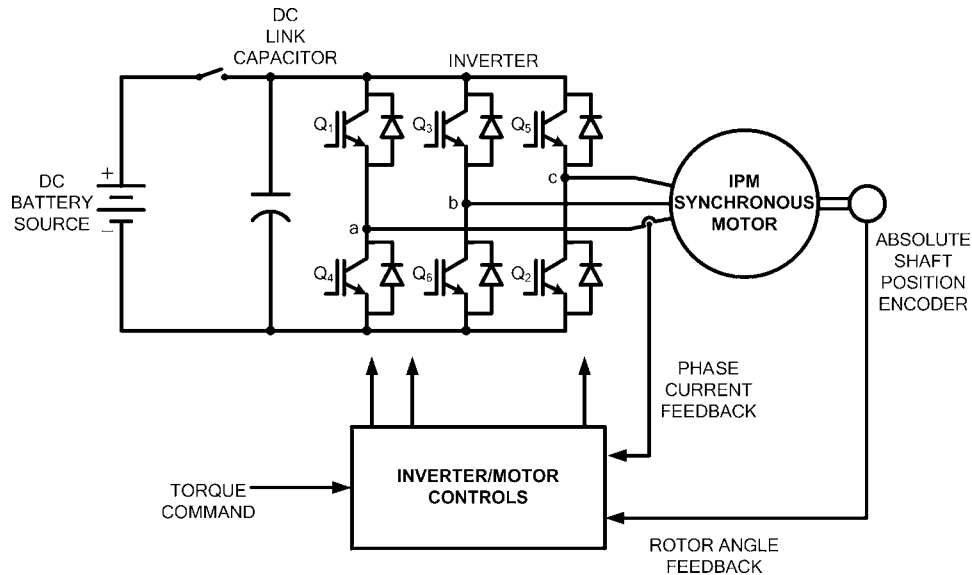 DC
LINK
CAPACITOR
INVERTER
Q1
Q3
Q5
+
DC
BATTERY
SOURCE
–
c
b
a
IPM
SYNCHRONOUS
MOTOR
Q4
Q6
Q2
ABSOLUTE
SHAFT
POSITION
ENCODER
PHASE
CURRENT
FEEDBACK
INVERTER/MOTOR
CONTROLS
TORQUE
COMMAND
ROTOR ANGLE
FEEDBACK